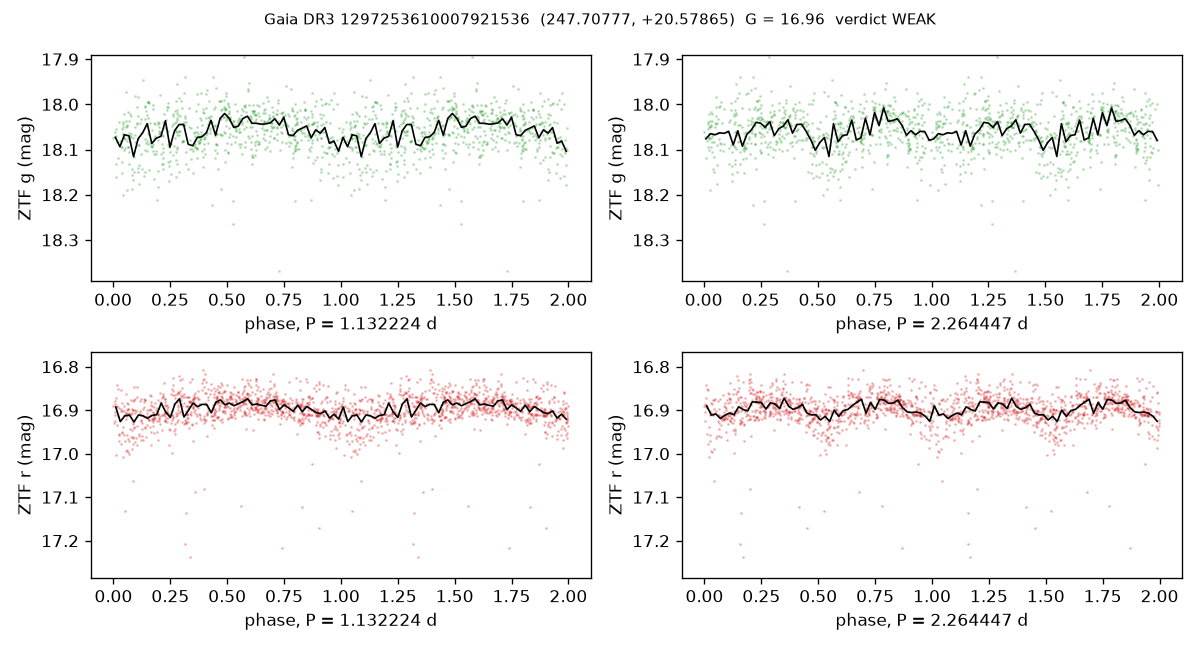 Gaia DR3 1297253610007921536  (247.70777, +20.57865)  G = 16.96  verdict WEAK
ZTF g (mag)
17.9
18.0
18.1
18.2
18.3
0.00 0.25 0.50 0.75 1.00 1.25 1.50 1.75 2.00
phase, P = 1.132224 d
ZTF g (mag)
17.9
18.0
18.1
18.2
18.3
0.00 0.25 0.50 0.75 1.00 1.25 1.50 1.75 2.00
phase, P = 2.264447 d
ZTF r (mag)
16.8
16.9
17.0
17.1
17.2
0.00 0.25 0.50 0.75 1.00 1.25 1.50 1.75 2.00
phase, P = 1.132224 d
ZTF r (mag)
16.8
16.9
17.0
17.1
17.2
0.00 0.25 0.50 0.75 1.00 1.25 1.50 1.75 2.00
phase, P = 2.264447 d